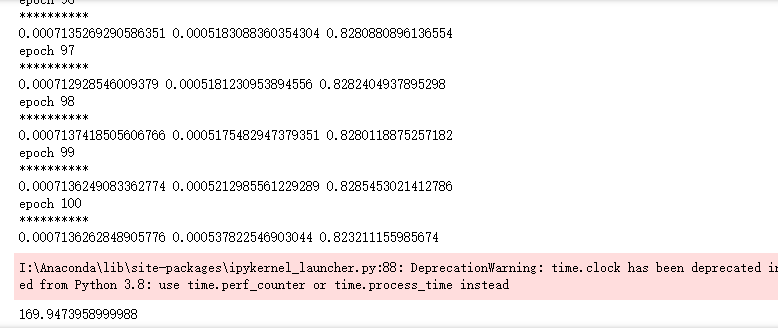 epoch 96
**********
0.0007135269290586351 0.0005183088360354304 0.8280880896136554
epoch 97
**********
0.000712928546009379 0.0005181230953894556 0.8282404937895298
epoch 98
**********
0.0007137418505606766 0.0005175482947379351 0.8280118875257182
epoch 99
**********
0.0007136249083362774 0.0005212985561229289 0.8285453021412786
epoch 100
**********
0.0007136262848905776 0.000537822546903044 0.823211155985674
I:\Anaconda\lib\site-packages\ipykernel_launcher.py:88: DeprecationWarning: time.clock has been deprecated in
ed from Python 3.8: use time.perf_counter or time.process_time instead
169.9473958999988